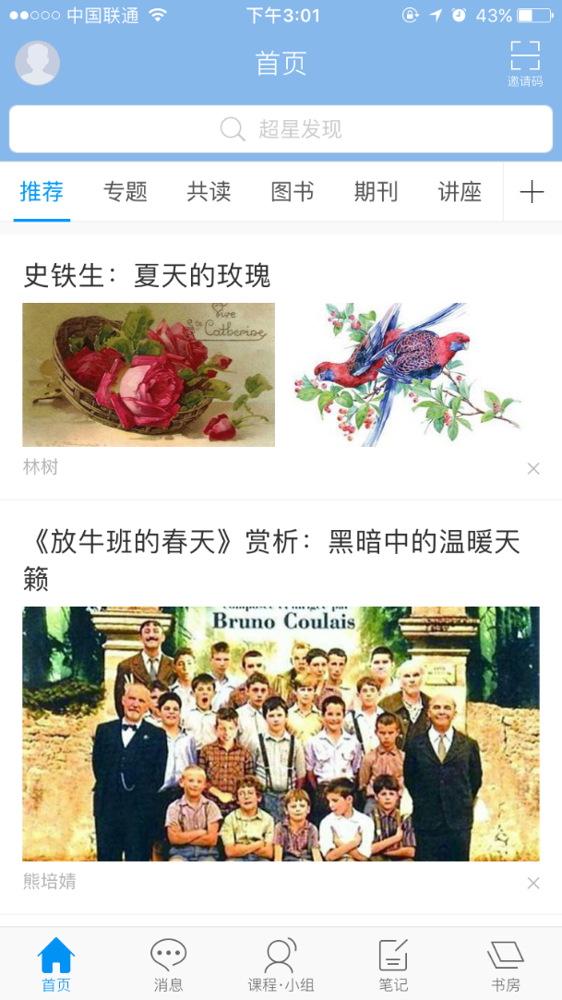 中国联通 下午3:01 43%
首页
邀请码
超星发现
推荐 专题 共读 图书 期刊 讲座
史铁生：夏天的玫瑰
Vive
Ste Catherine
林树
《放牛班的春天》赏析：黑暗中的温暖天
籁
Bruno Coulais
熊培婧
首页 消息 课程·小组 笔记 书房